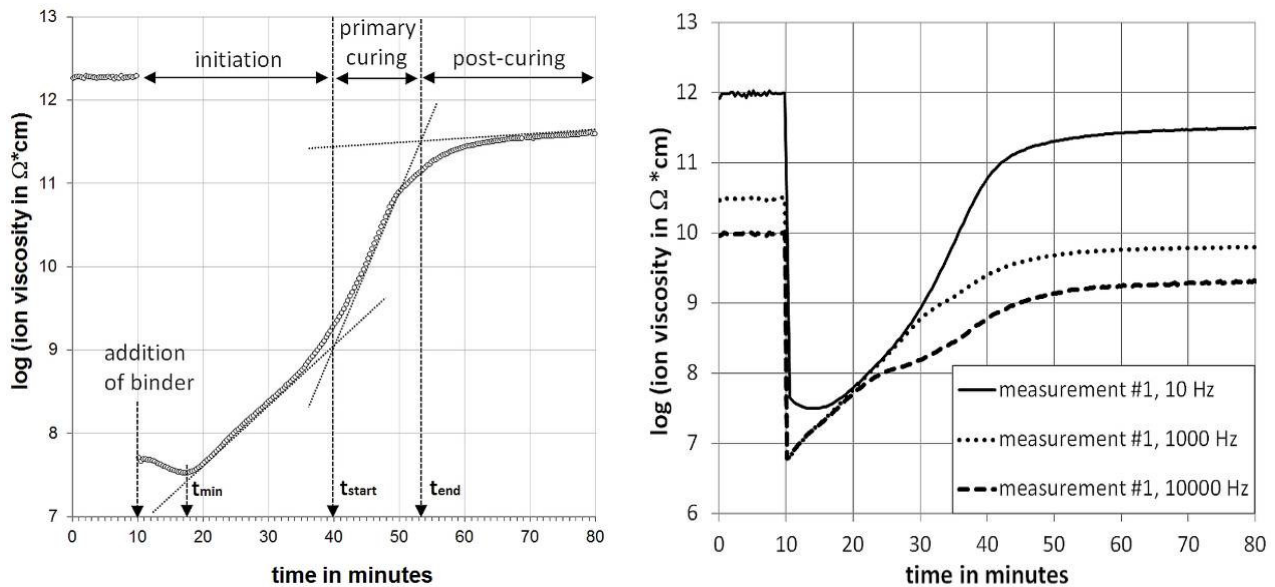 13
12
11
10
9
8
7
0
10
20
30
40
50
60
70
80
log (ion viscosity in Ω*cm)
time in minutes
initiation
primary
curing
post-curing
addition
of binder
tmin
tstart
tend
13
12
11
10
9
8
7
6
0
10
20
30
40
50
60
70
80
log (ion viscosity in Ω *cm)
time in minutes
measurement #1, 10 Hz
measurement #1, 1000 Hz
measurement #1, 10000 Hz